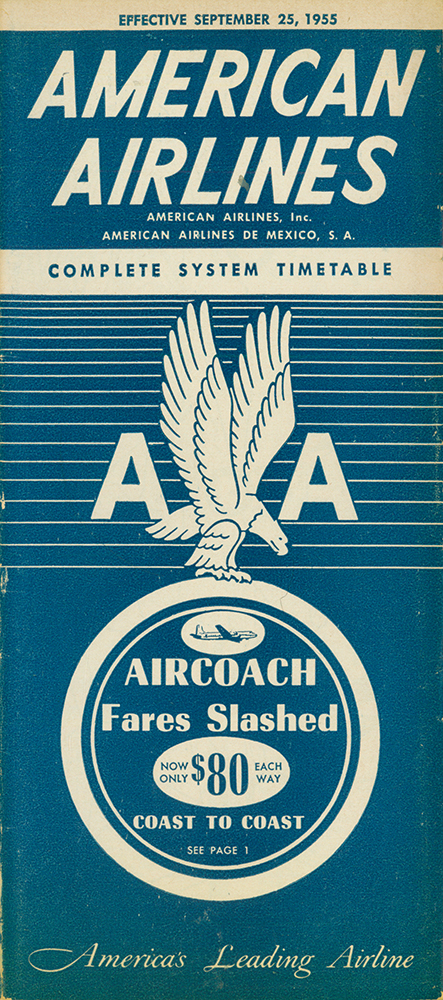 EFFECTIVE SEPTEMBER 25, 1955
AMERICAN
AIRLINES
AMERICAN AIRLINES, Inc.
AMERICAN AIRLINES DE MEXICO, S. A.
COMPLETE SYSTEM TIMETABLE
A A
AIRCOACH
Fares Slashed
NOW ONLY $80 EACH WAY
COAST TO COAST
SEE PAGE 1
America's Leading Airline